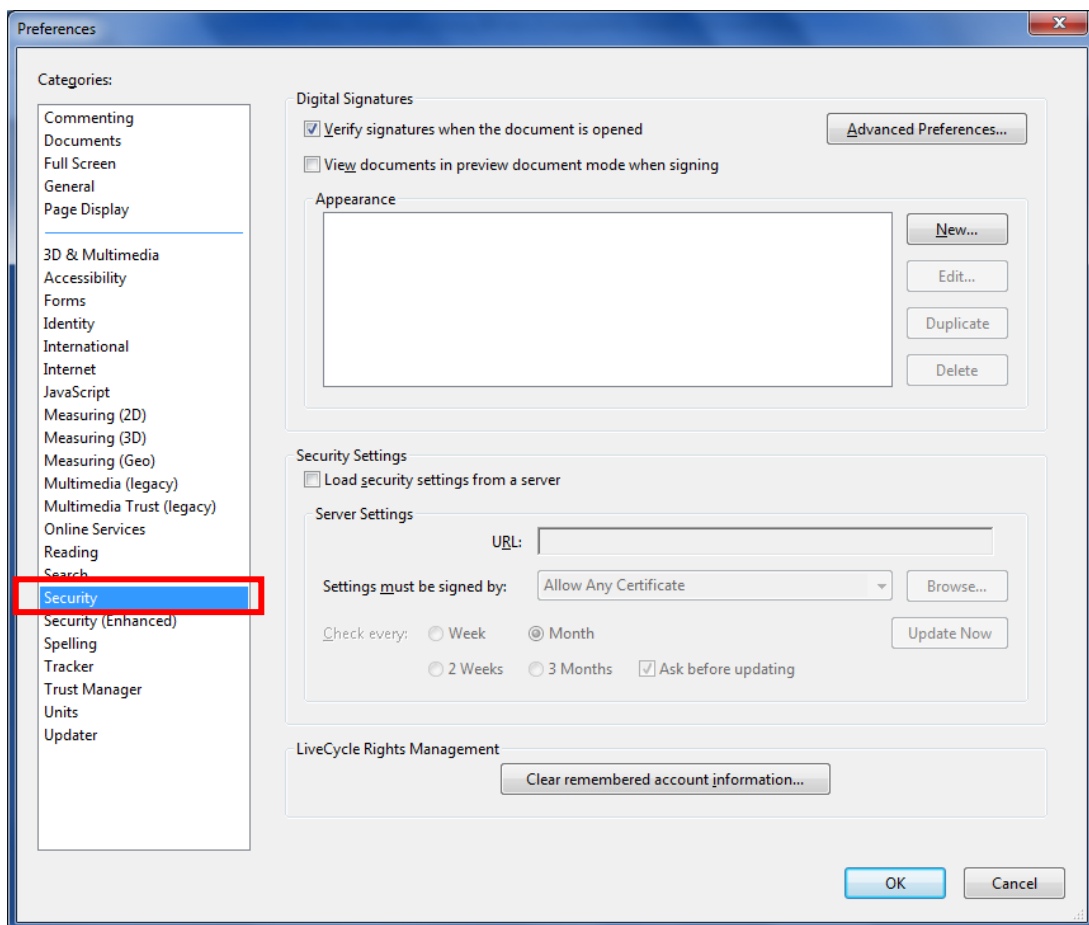 Preferences
Categories:
Commenting
Documents
Full Screen
General
Page Display
3D & Multimedia
Accessibility
Forms
Identity
International
Internet
JavaScript
Measuring (2D)
Measuring (3D)
Measuring (Geo)
Multimedia (legacy)
Multimedia Trust (legacy)
Online Services
Reading
Search
Security
Security (Enhanced)
Spelling
Tracker
Trust Manager
Units
Updater
Digital Signatures
Verify signatures when the document is opened
Advanced Preferences...
View documents in preview document mode when signing
Appearance
New...
Edit...
Duplicate
Delete
Security Settings
Load security settings from a server
Server Settings
URL:
Settings must be signed by: Allow Any Certificate Browse...
Check every: Week Month Update Now
2 Weeks 3 Months Ask before updating
LiveCycle Rights Management
Clear remembered account information...
OK Cancel